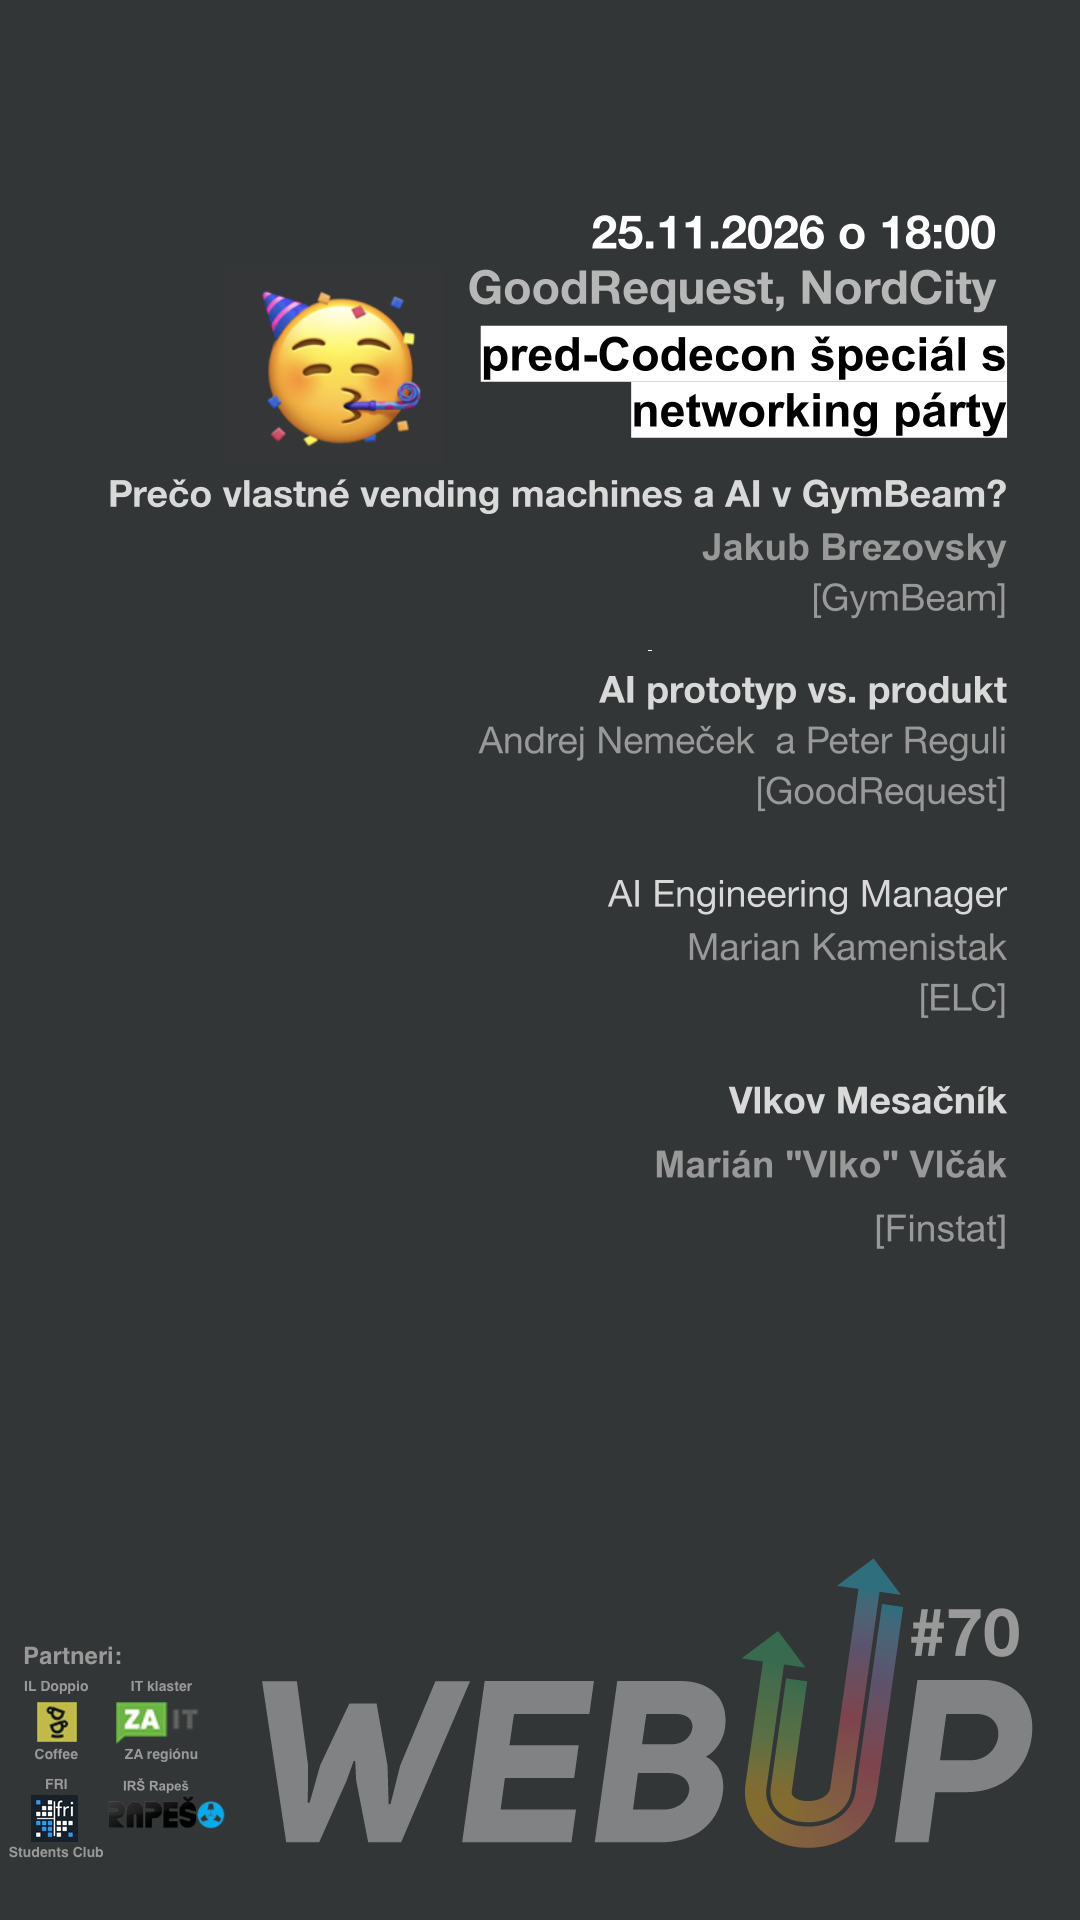 25.11.2026 o 18:00
GoodRequest, NordCity
pred-Codecon špeciál s
networking párty
Prečo vlastné vending machines a AI v GymBeam?
Jakub Brezovsky
[GymBeam]
-
AI prototyp vs. produkt
Andrej Nemeček  a Peter Reguli
[GoodRequest]
AI Engineering Manager
Marian Kamenistak
[ELC]
Vlkov Mesačník
Marián "Vlko" Vlčák
[Finstat]
#70
WEBUP
Partneri:
IL Doppio
Coffee
IT klaster
ZA IT
ZA regiónu
FRI
fri
Students Club
IRŠ Rapeš
RAPEŠ